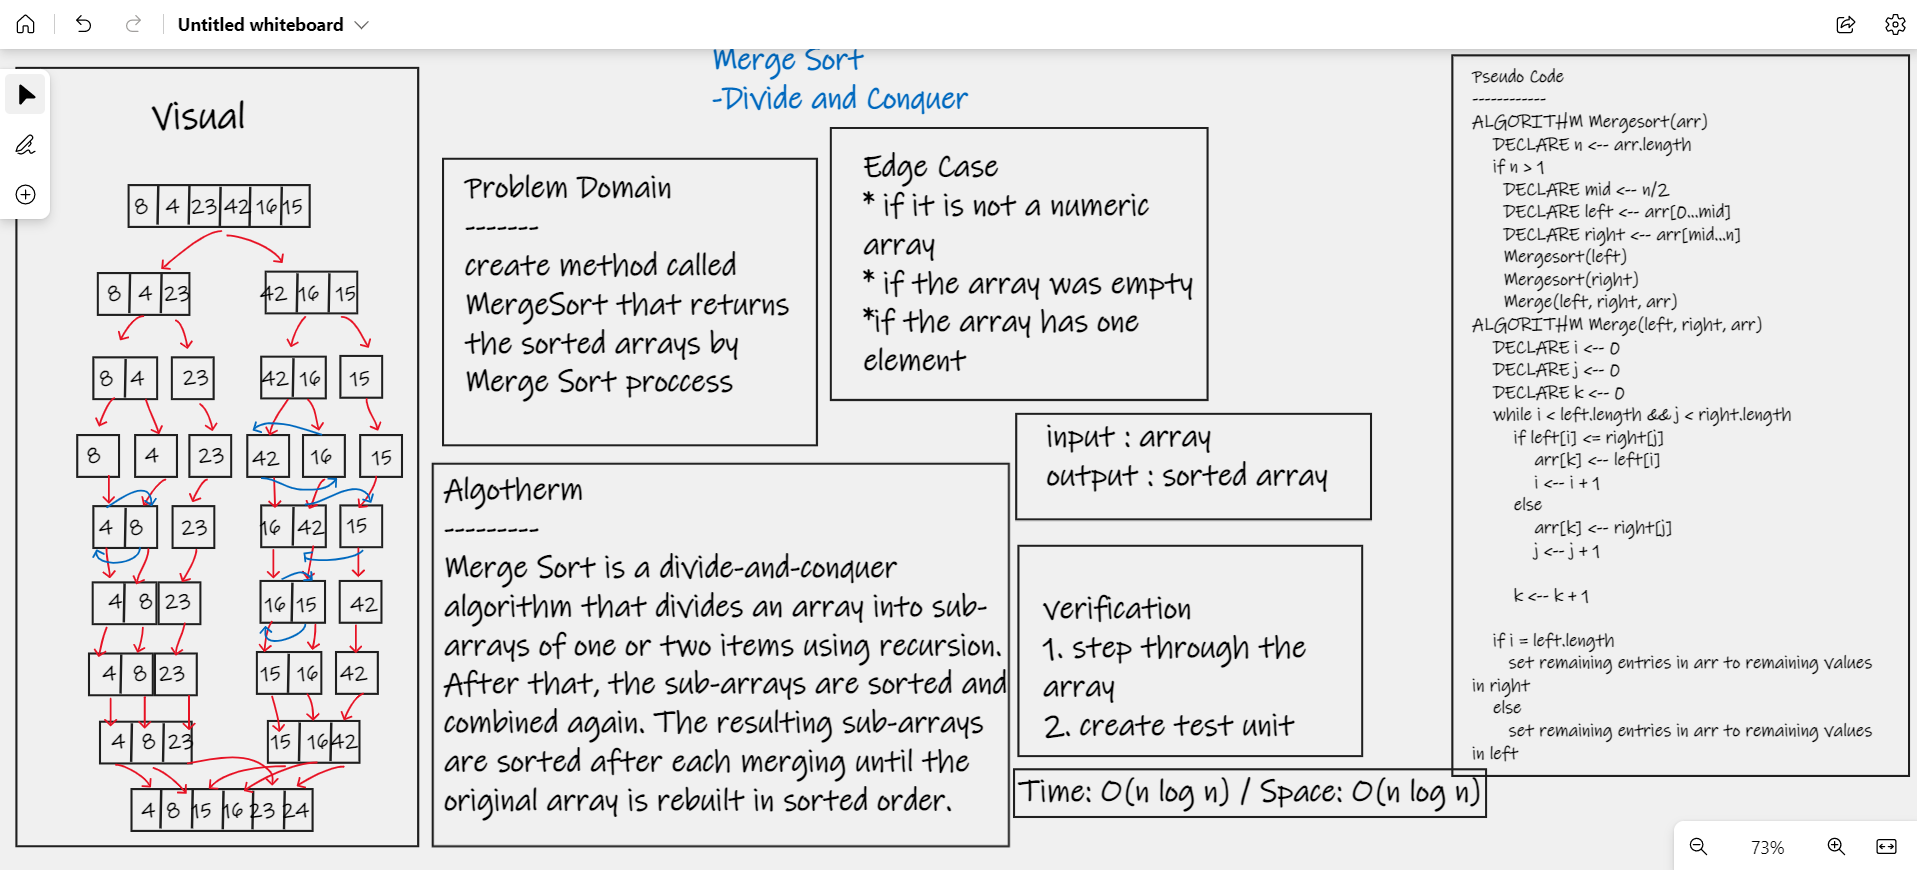 Untitled whiteboard
Merge Sort
-Divide and Conquer
Visual
8 4 23 42 16 15
8 4 23 42 16 15
8 4 23 42 16 15
8 4 23 42 16 15
4 8 23 16 42 15
4 8 23 16 15 42
4 8 23 15 16 42
4 8 23 15 16 42
4 8 15 16 23 24
Problem Domain
-------
create method called
MergeSort that returns
the sorted arrays by
Merge Sort proccess
Edge Case
* if it is not a numeric
array
* if the array was empty
*if the array has one
element
input : array
output : sorted array
Algotherm
---------
Merge Sort is a divide-and-conquer
algorithm that divides an array into sub-
arrays of one or two items using recursion.
After that, the sub-arrays are sorted and
combined again. The resulting sub-arrays
are sorted after each merging until the
original array is rebuilt in sorted order.
verification
1. step through the
array
2. create test unit
Time: O(n log n) / Space: O(n log n)
Pseudo Code
------------
ALGORITHM Mergesort(arr)
DECLARE n <-- arr.length
if n > 1
DECLARE mid <-- n/2
DECLARE left <-- arr[0...mid]
DECLARE right <-- arr[mid...n]
Mergesort(left)
Mergesort(right)
Merge(left, right, arr)
ALGORITHM Merge(left, right, arr)
DECLARE i <-- 0
DECLARE j <-- 0
DECLARE k <-- 0
while i < left.length && j < right.length
if left[i] <= right[j]
arr[k] <-- left[i]
i <-- i + 1
else
arr[k] <-- right[j]
j <-- j + 1
k <-- k + 1
if i = left.length
set remaining entries in arr to remaining values
in right
else
set remaining entries in arr to remaining values
in left
73%